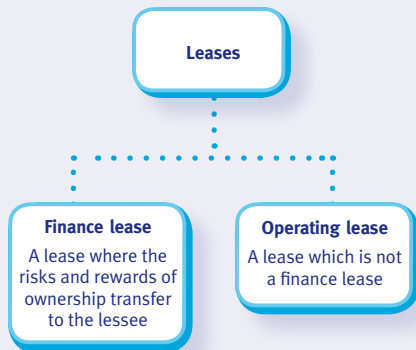 Leases
Finance lease
A lease where the
risks and rewards of
ownership transfer
to the lessee
Operating lease
A lease which is not
a finance lease